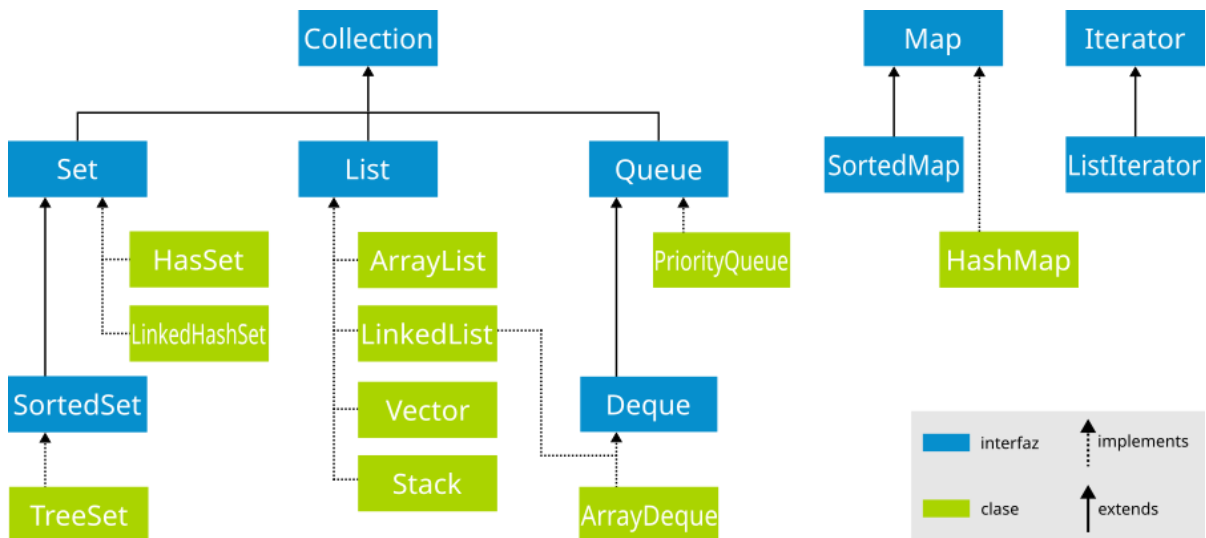 Collection
Map
Iterator
Set
List
Queue
SortedMap
ListIterator
HasSet
ArrayList
PriorityQueue
HashMap
LinkedHashSet
LinkedList
SortedSet
Vector
Deque
Stack
TreeSet
ArrayDeque
interfaz
implements
clase
extends